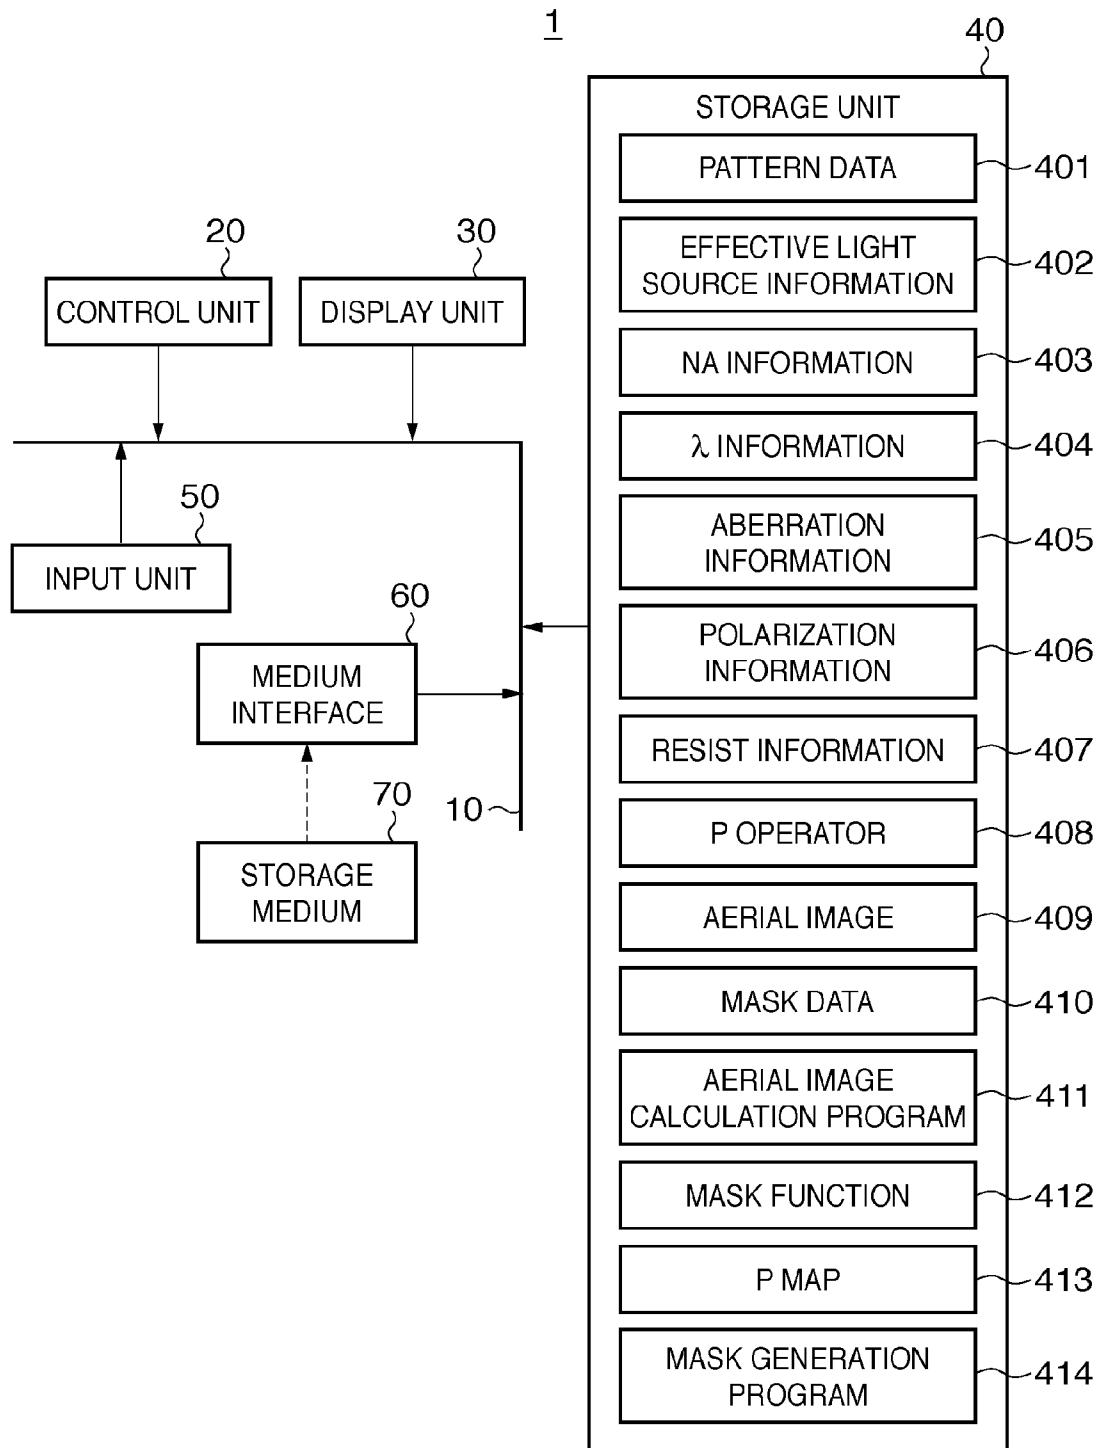 1
40
STORAGE UNIT
PATTERN DATA
401
EFFECTIVE LIGHT
SOURCE INFORMATION
402
NA INFORMATION
403
λ INFORMATION
404
ABERRATION
INFORMATION
405
POLARIZATION
INFORMATION
406
RESIST INFORMATION
407
P OPERATOR
408
AERIAL IMAGE
409
MASK DATA
410
AERIAL IMAGE
CALCULATION PROGRAM
411
MASK FUNCTION
412
P MAP
413
MASK GENERATION
PROGRAM
414
20
CONTROL UNIT
30
DISPLAY UNIT
50
INPUT UNIT
60
MEDIUM
INTERFACE
10
70
STORAGE
MEDIUM